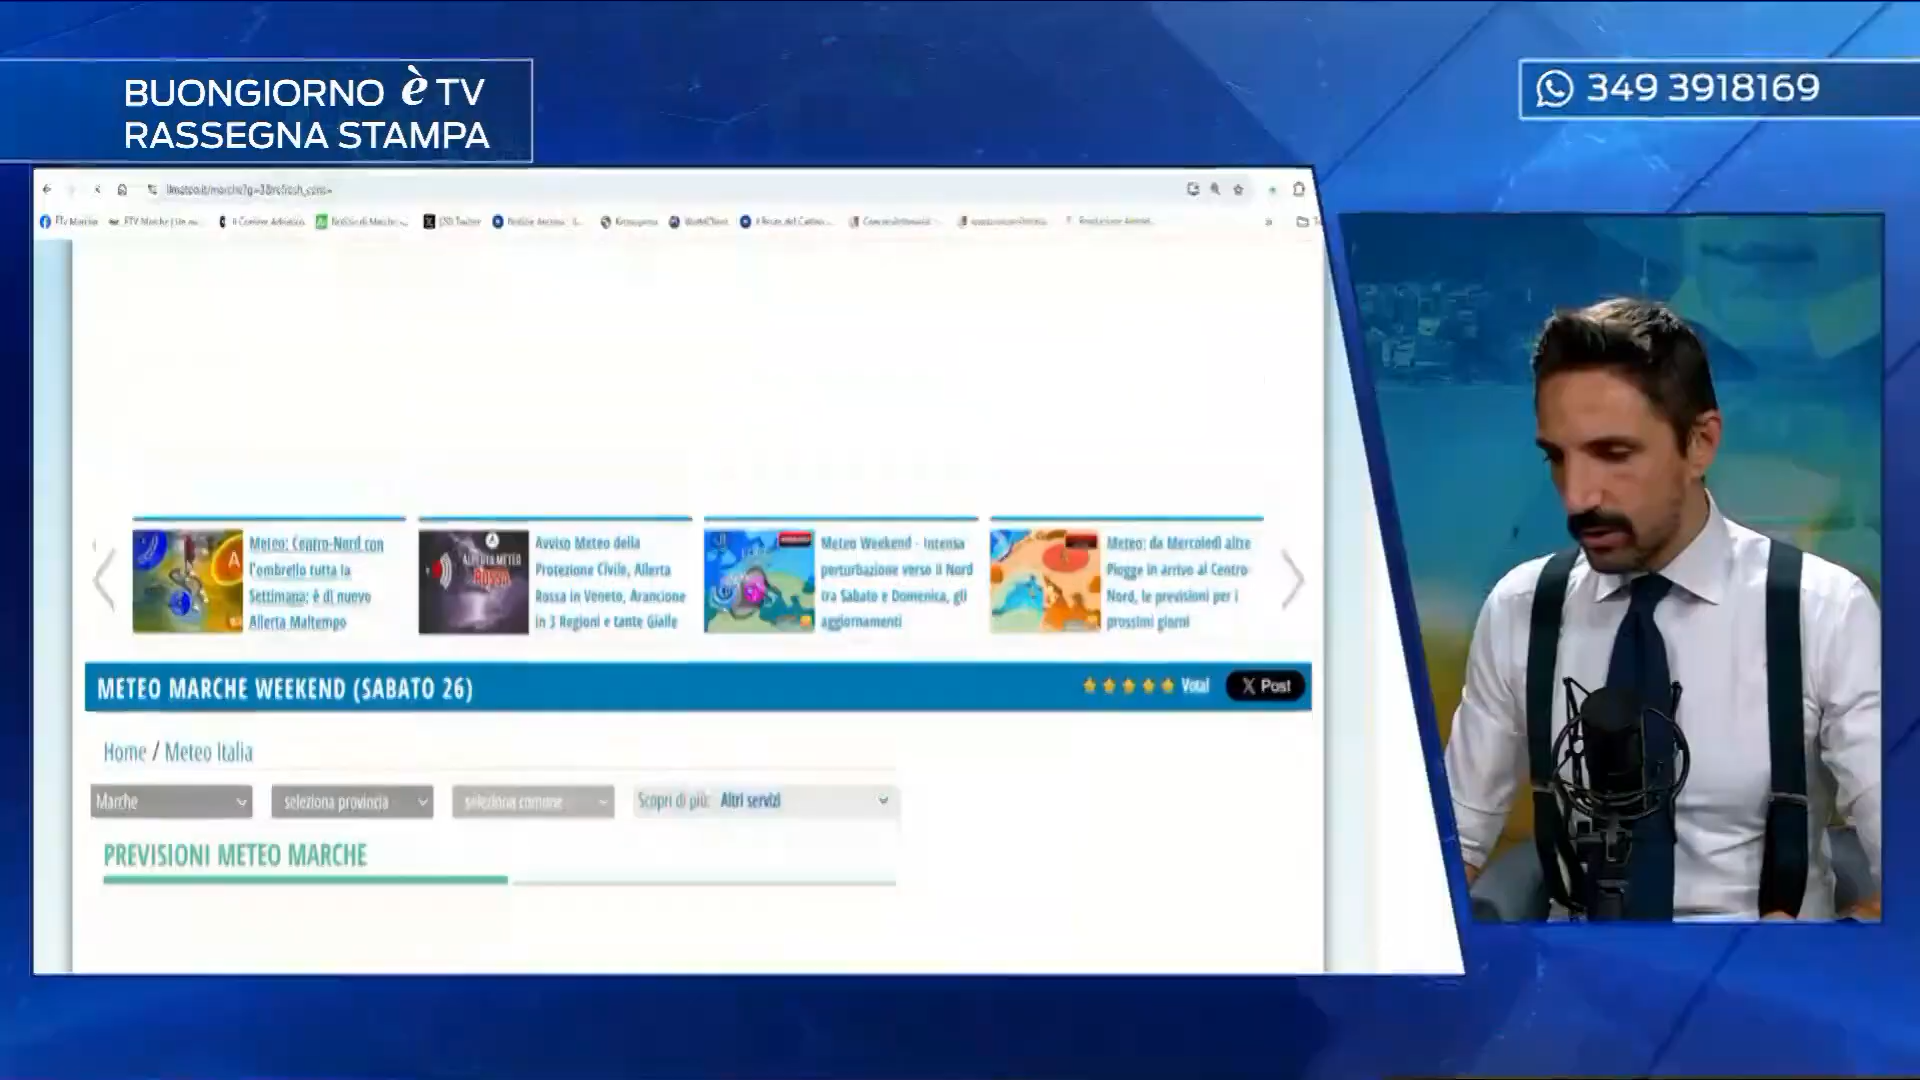 BUONGIORNO è TV
RASSEGNA STAMPA
349 3918169
Meteo: Centro-Nord con
l'ombrello tutta la
Settimana; è di nuovo
Allerta Maltempo
ALLERTA METEO
ROSSA
Avviso Meteo della
Protezione Civile, Allerta
Rossa in Veneto, Arancione
in 3 Regioni e tante Gialle
Meteo Weekend - Intensa
perturbazione verso il Nord
tra Sabato e Domenica, gli
aggiornamenti
Meteo: da Mercoledì altre
Piogge in arrivo al Centro
Nord, le previsioni per i
prossimi giorni
METEO MARCHE WEEKEND (SABATO 26)
Vota!
X Post
Home / Meteo Italia
Marche
seleziona provincia
seleziona comune
Scopri di più: Altri servizi
PREVISIONI METEO MARCHE